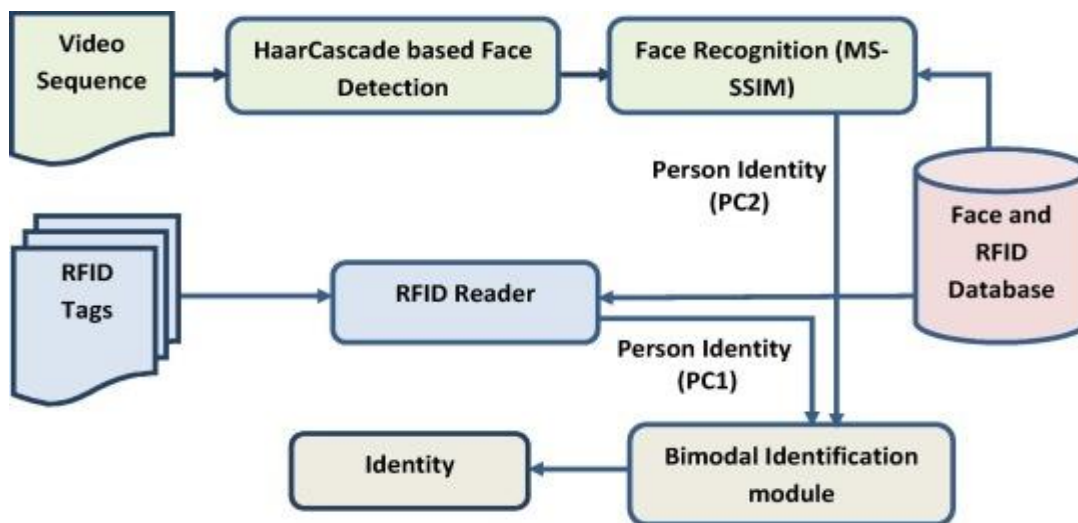 Video
Sequence
HaarCascade based Face
Detection
Face Recognition (MS-
SSIM)
Person Identity
(PC2)
Face and
RFID
Database
RFID
Tags
RFID Reader
Person Identity
(PC1)
Identity
Bimodal Identification
module